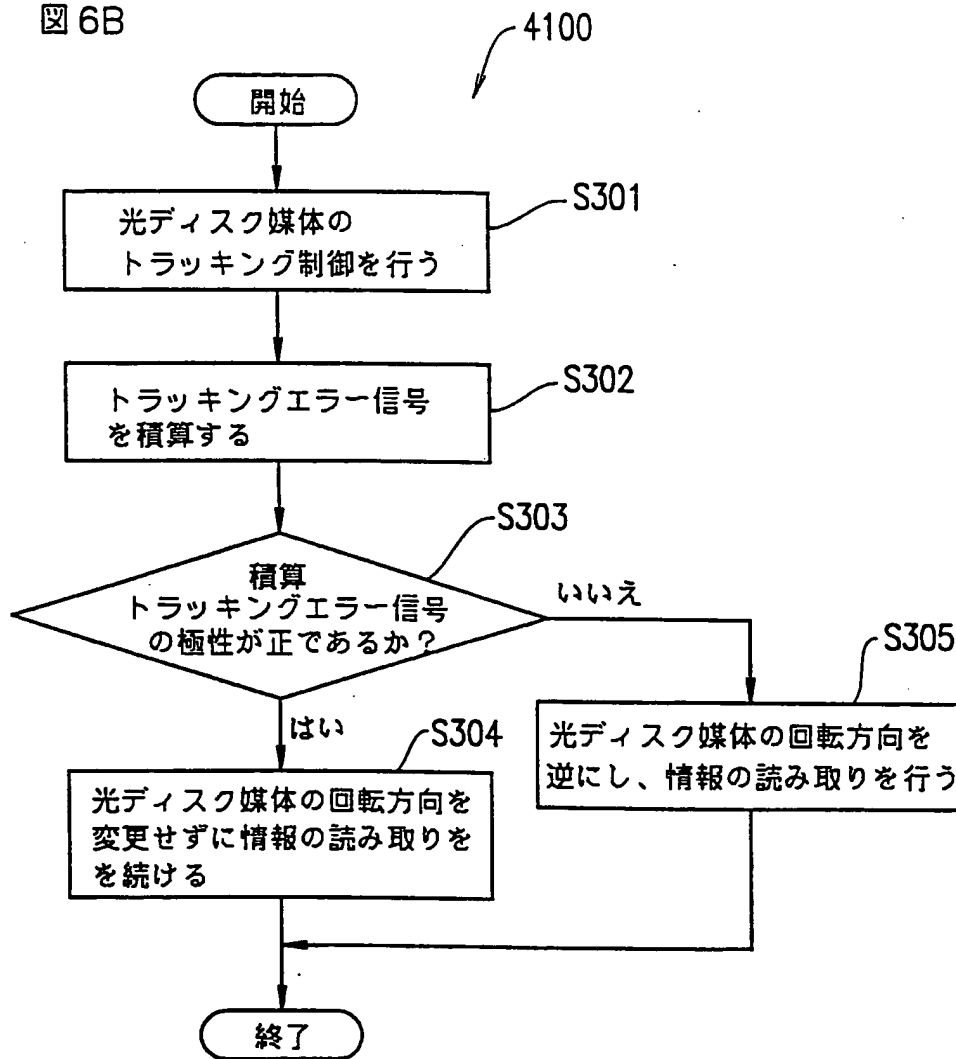 図6B
4100
開始
S301
光ディスク媒体の
トラッキング制御を行う
S302
トラッキングエラー信号
を積算する
S303
積算
トラッキングエラー信号
の極性が正であるか？
いいえ
はい
S304
光ディスク媒体の回転方向を
変更せずに情報の読み取りを
を続ける
S305
光ディスク媒体の回転方向を
逆にし、情報の読み取りを行う
終了